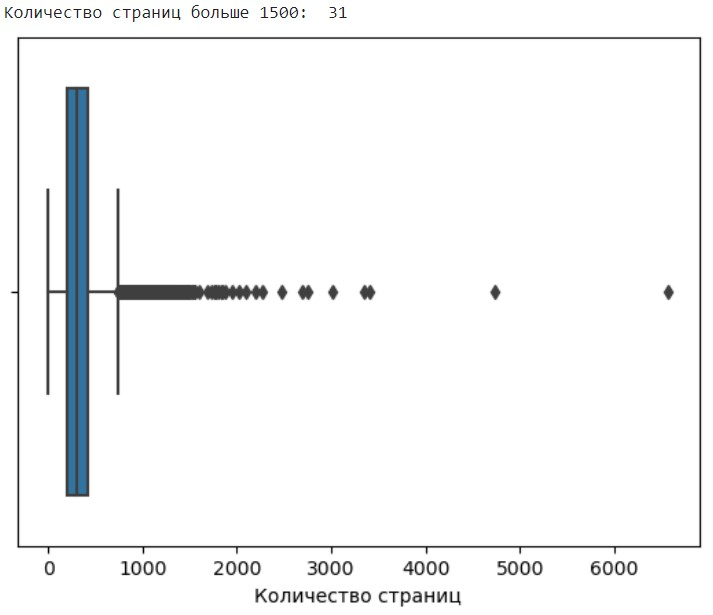 Количество страниц больше 1500:  31
0 1000 2000 3000 4000 5000 6000
Количество страниц